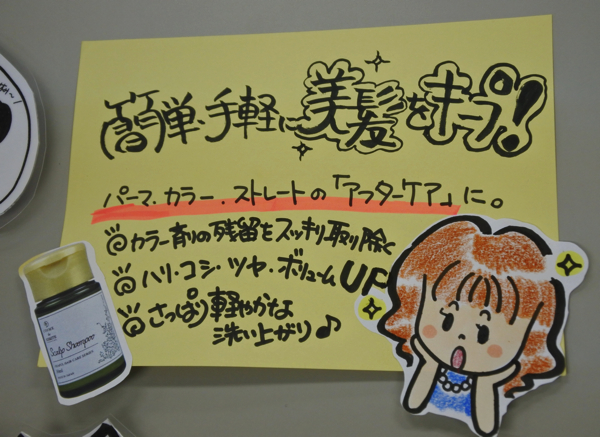 簡単・手軽に美髪をキープ!
パーマ・カラー・ストレートの「アフターケア」に。
カラー剤の残留をスッキリ取り除く
ハリ・コシ・ツヤ・ボリュームUP
さっぱり軽やかな
洗い上がり♪
Scalp Shampoo